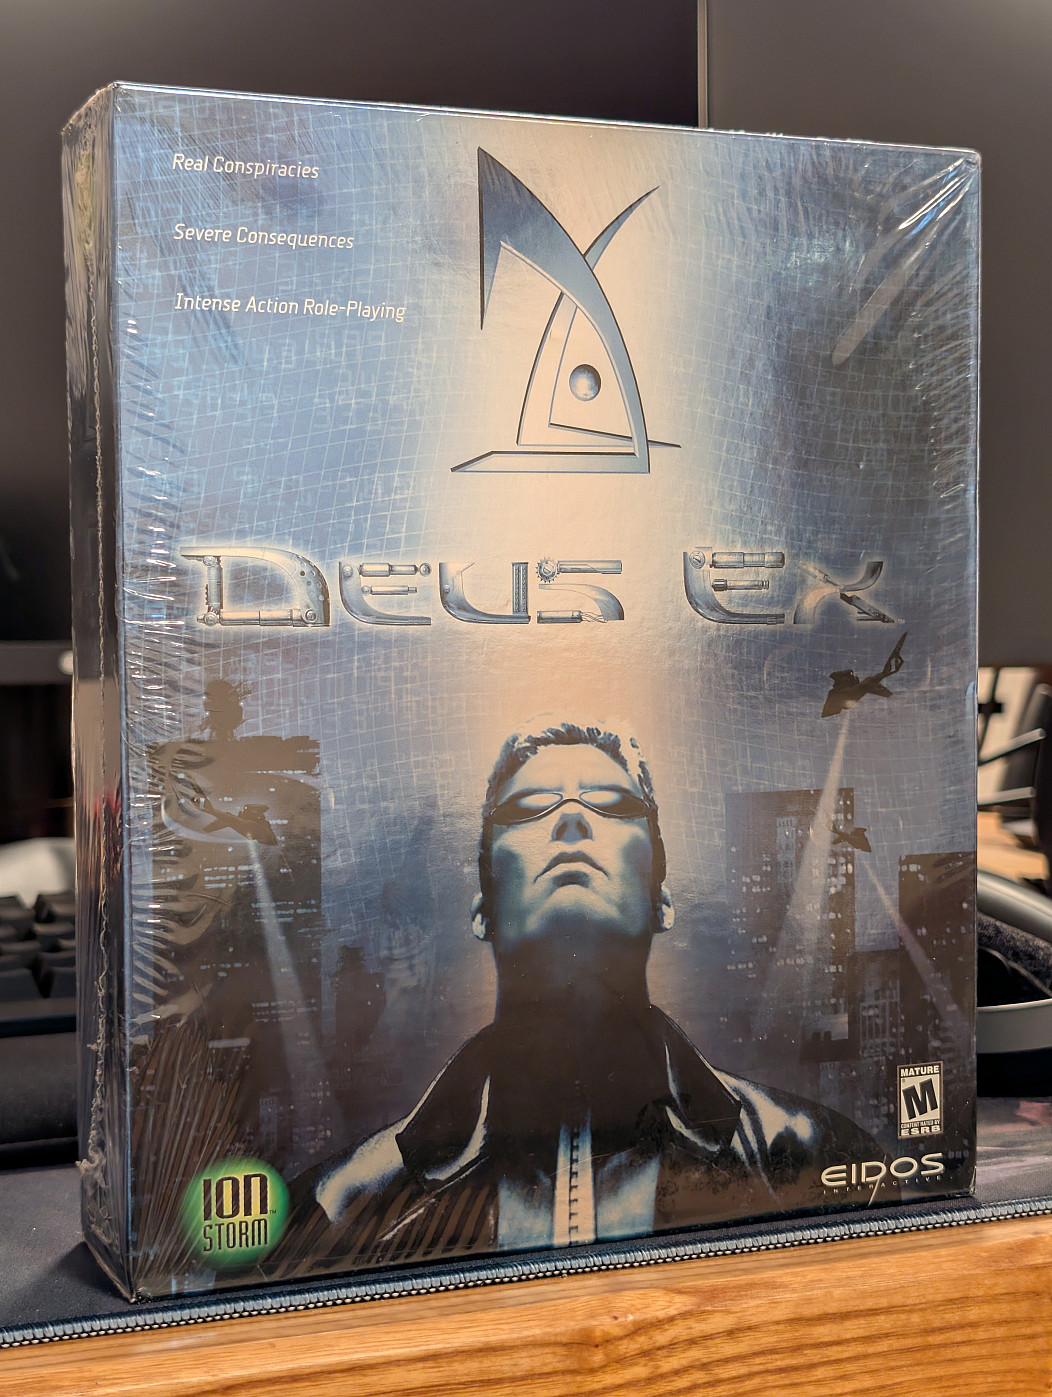 Real Conspiracies
Severe Consequences
Intense Action Role-Playing
DEUS EX
MATURE
M
CONTENT RATED BY
ESRB
EIDOS
INTERACTIVE
ION
STORM